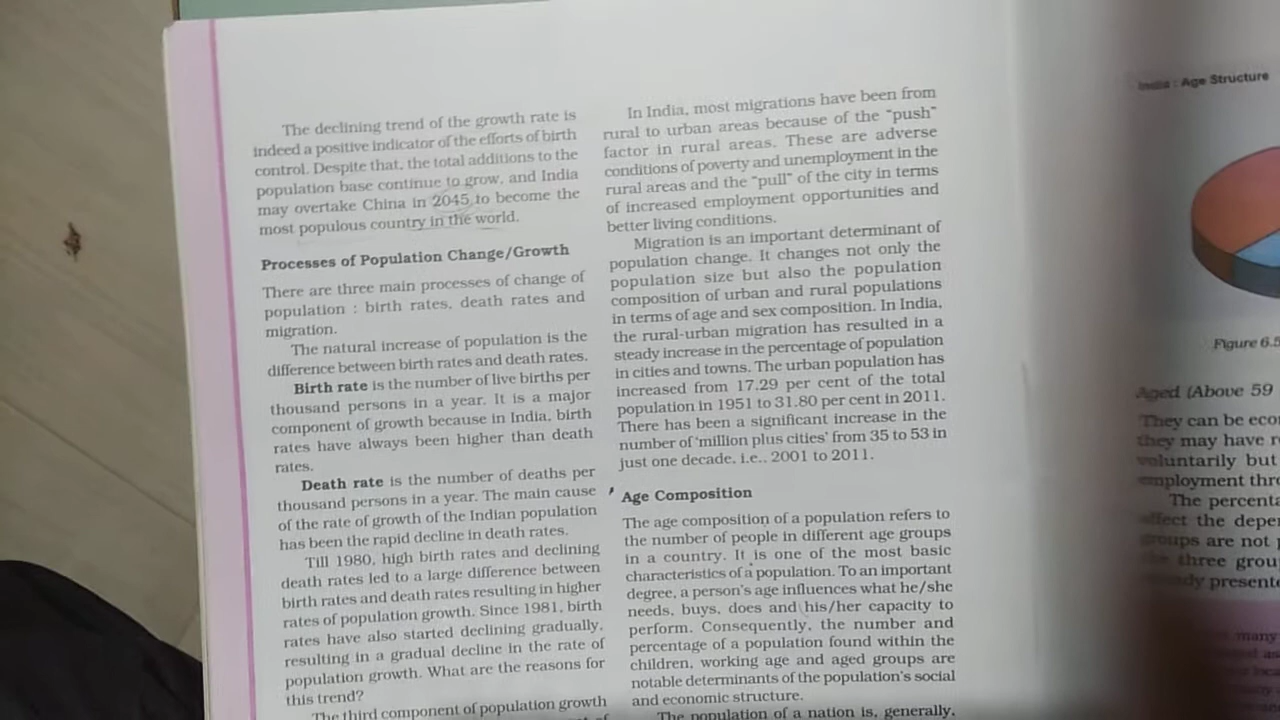 The declining trend of the growth rate is
indeed a positive indicator of the efforts of birth
control. Despite that, the total additions to the
population base continue to grow, and India
may overtake China in 2045 to become the
most populous country in the world.
Processes of Population Change/Growth
There are three main processes of change of
population : birth rates, death rates and
migration.
The natural increase of population is the
difference between birth rates and death rates.
Birth rate is the number of live births per
thousand persons in a year. It is a major
component of growth because in India, birth
rates have always been higher than death
rates.
Death rate is the number of deaths per
thousand persons in a year. The main cause
of the rate of growth of the Indian population
has been the rapid decline in death rates.
Till 1980, high birth rates and declining
death rates led to a large difference between
birth rates and death rates resulting in higher
rates of population growth. Since 1981, birth
rates have also started declining gradually,
resulting in a gradual decline in the rate of
population growth. What are the reasons for
this trend?
The third component of population growth
In India, most migrations have been from
rural to urban areas because of the "push"
factor in rural areas. These are adverse
conditions of poverty and unemployment in the
rural areas and the "pull" of the city in terms
of increased employment opportunities and
better living conditions.
Migration is an important determinant of
population change. It changes not only the
population size but also the population
composition of urban and rural populations
in terms of age and sex composition. In India,
the rural-urban migration has resulted in a
steady increase in the percentage of population
in cities and towns. The urban population has
increased from 17.29 per cent of the total
population in 1951 to 31.80 per cent in 2011.
There has been a significant increase in the
number of 'million plus cities' from 35 to 53 in
just one decade, i.e., 2001 to 2011.
Age Composition
The age composition of a population refers to
the number of people in different age groups
in a country. It is one of the most basic
characteristics of a population. To an important
degree, a person's age influences what he/she
needs, buys, does and his/her capacity to
perform. Consequently, the number and
percentage of a population found within the
children, working age and aged groups are
notable determinants of the population's social
and economic structure.
The population of a nation is, generally,
India : Age Structure
Figure 6.5
Aged (Above 59
They can be eco
they may have r
voluntarily but
employment thr
The percenta
affect the depe
groups are not
three grou
presente
many